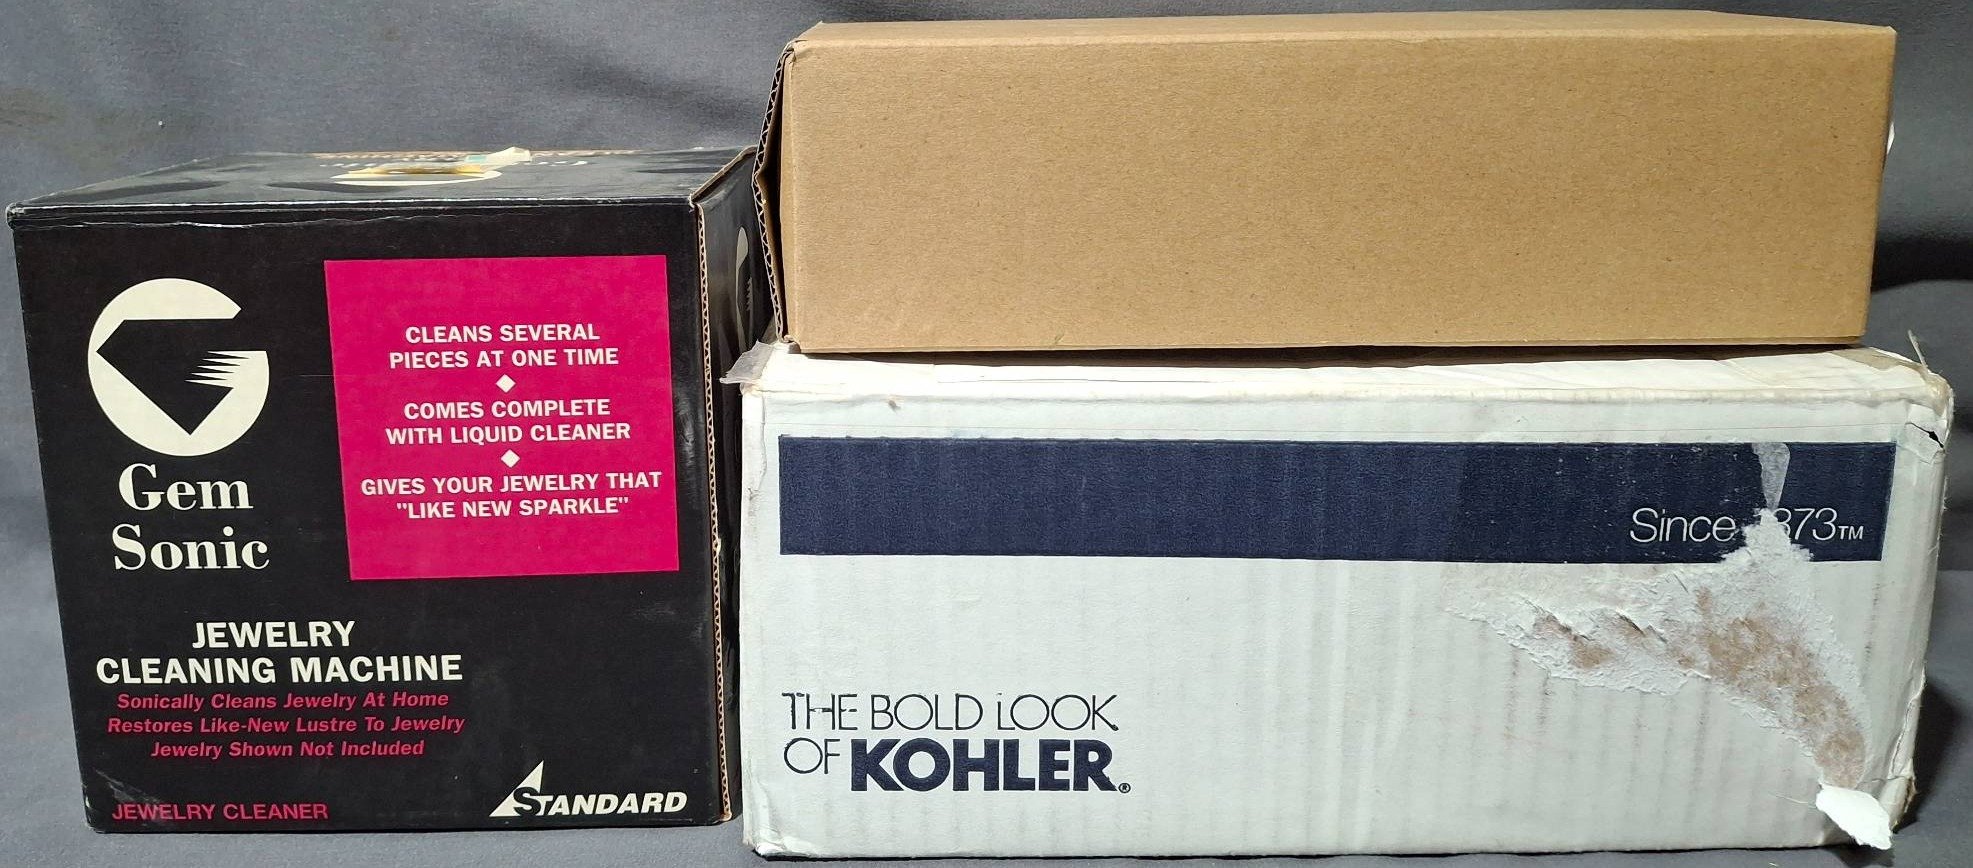 Gem
Sonic
JEWELRY
CLEANING MACHINE
Sonically Cleans Jewelry At Home
Restores Like-New Lustre To Jewelry
Jewelry Shown Not Included
JEWELRY CLEANER
CLEANS SEVERAL
PIECES AT ONE TIME
COMES COMPLETE
WITH LIQUID CLEANER
GIVES YOUR JEWELRY THAT
"LIKE NEW SPARKLE"
STANDARD
Since 873™
THE BOLD LOOK
OF KOHLER®